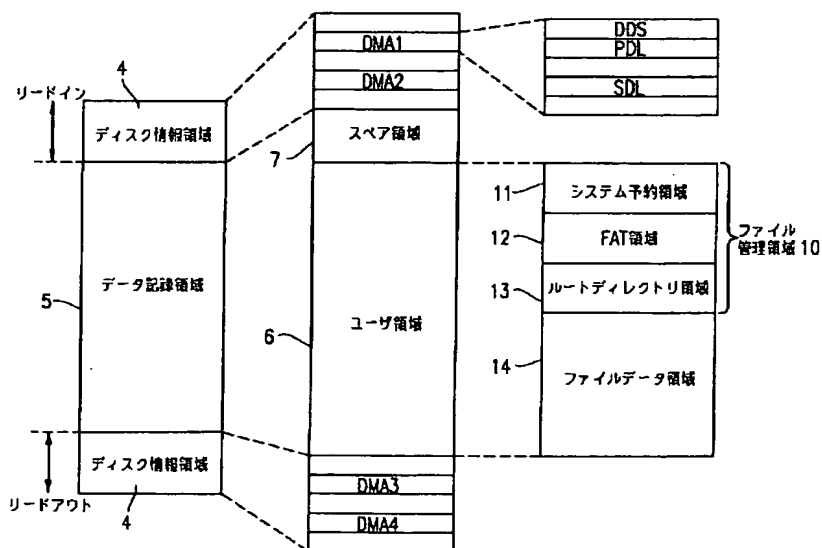 リードイン
4
ディスク情報領域
5
データ記録領域
ディスク情報領域
4
リードアウト
DMA1
DMA2
7
スペア領域
6
ユーザ領域
DMA3
DMA4
DDS
PDL
SDL
11
システム予約領域
12
FAT領域
13
ルートディレクトリ領域
14
ファイルデータ領域
ファイル
管理領域 10